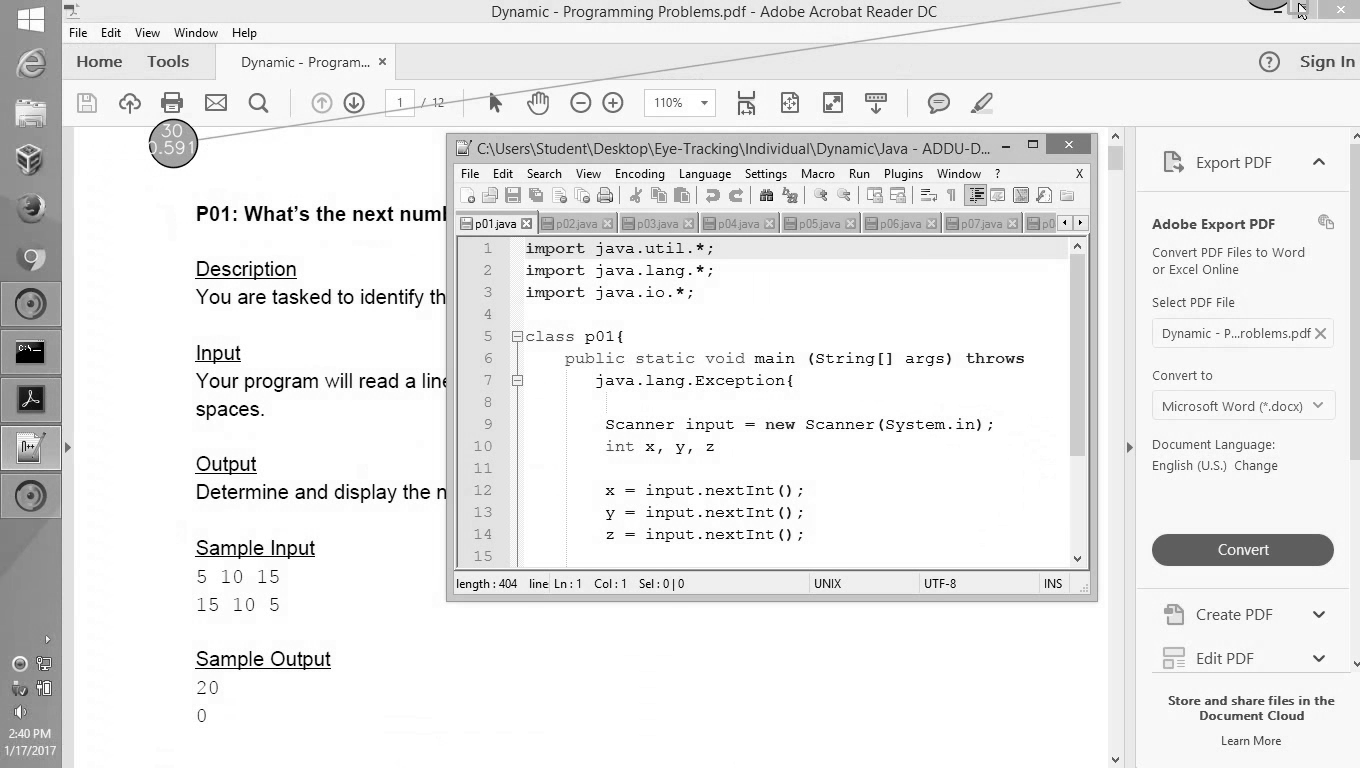 Dynamic - Programming Problems.pdf - Adobe Acrobat Reader DC
File Edit View Window Help
Home Tools Dynamic - Program... × Sign In
1 / 12 110%
30
0.591
P01: What's the next numb
Description
You are tasked to identify th
Input
Your program will read a line
spaces.
Output
Determine and display the n
Sample Input
5 10 15
15 10 5
Sample Output
20
0
C:\Users\Student\Desktop\Eye-Tracking\Individual\Dynamic\Java - ADDU-D...
File Edit Search View Encoding Language Settings Macro Run Plugins Window ? X
p01.java p02.java p03.java p04.java p05.java p06.java p07.java p0
1 import java.util.*;
2 import java.lang.*;
3 import java.io.*;
4
5 class p01{
6 public static void main (String[] args) throws
7 java.lang.Exception{
8
9 Scanner input = new Scanner(System.in);
10 int x, y, z
11
12 x = input.nextInt();
13 y = input.nextInt();
14 z = input.nextInt();
15
length : 404 line Ln : 1 Col : 1 Sel : 0 | 0 UNIX UTF-8 INS
Export PDF
Adobe Export PDF
Convert PDF Files to Word
or Excel Online
Select PDF File
Dynamic - P...roblems.pdf ×
Convert to
Microsoft Word (*.docx)
Document Language:
English (U.S.) Change
Convert
Create PDF
Edit PDF
Store and share files in the
Document Cloud
Learn More
2:40 PM
1/17/2017